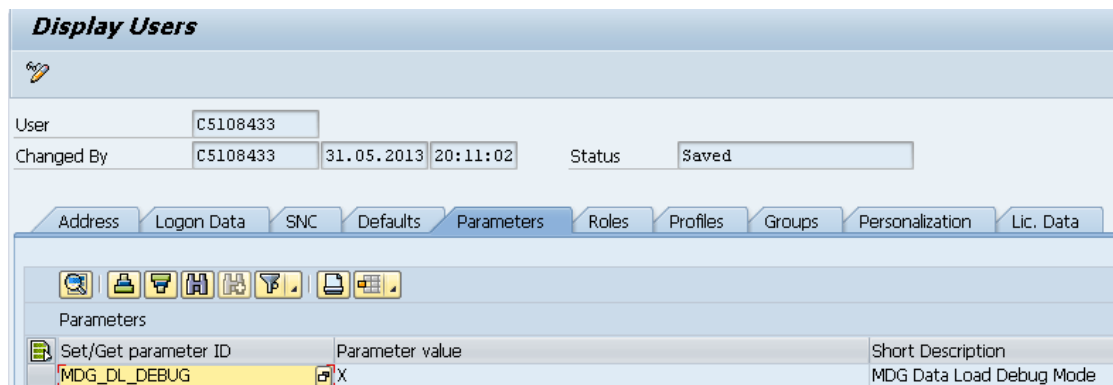 Display Users
User C5108433
Changed By C5108433 31.05.2013 20:11:02 Status Saved
Address Logon Data SNC Defaults Parameters Roles Profiles Groups Personalization Lic. Data
Parameters
Set/Get parameter ID Parameter value Short Description
MDG_DL_DEBUG X MDG Data Load Debug Mode